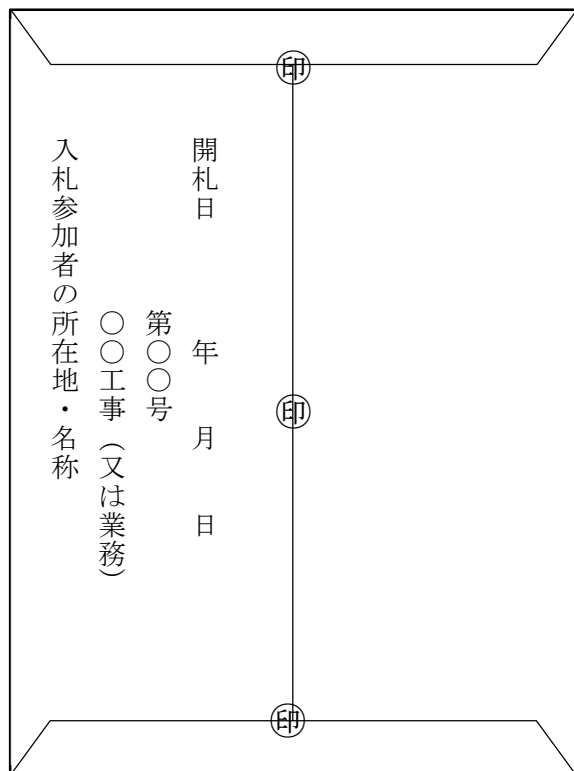 ㊞
開札日　　　年　　月　　日
第〇〇号
〇〇工事（又は業務）
入札参加者の所在地・名称
㊞
㊞